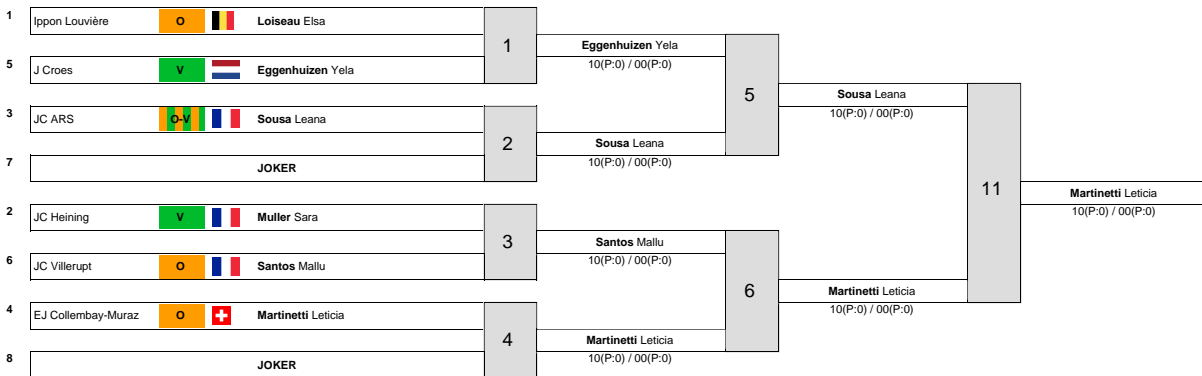 1 Ippon Louvière O Loiseau Elsa
1
Eggenhuizen Yela
10(P:0) / 00(P:0)
5 J Croes V Eggenhuizen Yela
5
Sousa Leana
10(P:0) / 00(P:0)
3 JC ARS O-V Sousa Leana
2
Sousa Leana
10(P:0) / 00(P:0)
7 JOKER
11
Martinetti Leticia
10(P:0) / 00(P:0)
2 JC Heining V Muller Sara
3
Santos Mallu
10(P:0) / 00(P:0)
6 JC Villerupt O Santos Mallu
6
Martinetti Leticia
10(P:0) / 00(P:0)
4 EJ Collembay-Muraz O Martinetti Leticia
4
Martinetti Leticia
10(P:0) / 00(P:0)
8 JOKER